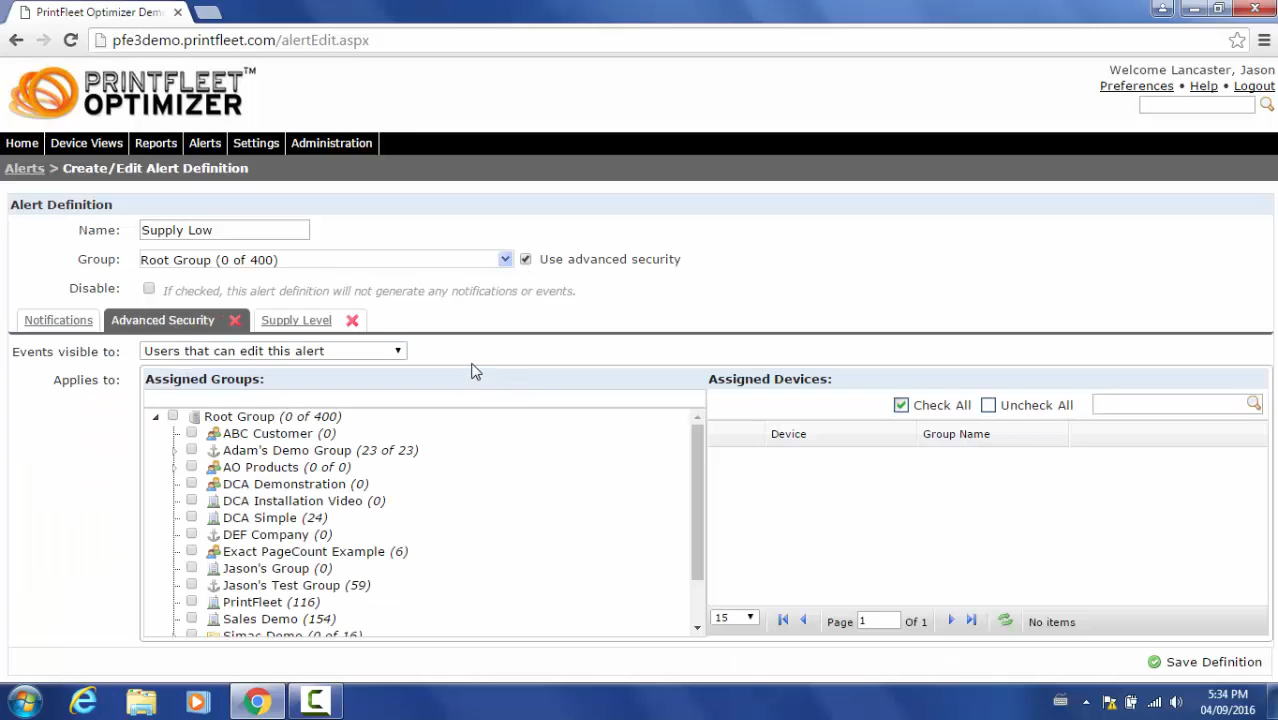 PrintFleet Optimizer Dem
pfe3demo.printfleet.com/alertEdit.aspx
PRINTFLEET™
OPTIMIZER
Welcome Lancaster, Jason
Preferences • Help • Logout
Home Device Views Reports Alerts Settings Administration
Alerts > Create/Edit Alert Definition
Alert Definition
Name: Supply Low
Group: Root Group (0 of 400) Use advanced security
Disable: If checked, this alert definition will not generate any notifications or events.
Notifications Advanced Security Supply Level
Events visible to: Users that can edit this alert
Applies to: Assigned Groups: Assigned Devices:
Check All Uncheck All
Device Group Name
Root Group (0 of 400)
ABC Customer (0)
Adam's Demo Group (23 of 23)
AO Products (0 of 0)
DCA Demonstration (0)
DCA Installation Video (0)
DCA Simple (24)
DEF Company (0)
Exact PageCount Example (6)
Jason's Group (0)
Jason's Test Group (59)
PrintFleet (116)
Sales Demo (154)
Simac Demo (0 of 16)
15 Page 1 Of 1 No items
Save Definition
5:34 PM
04/09/2016